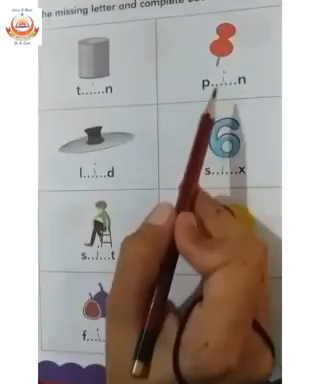 he missing letter and complete
t......n
p...i...n
l...i...d
s...i...x
s...i...t
f...i